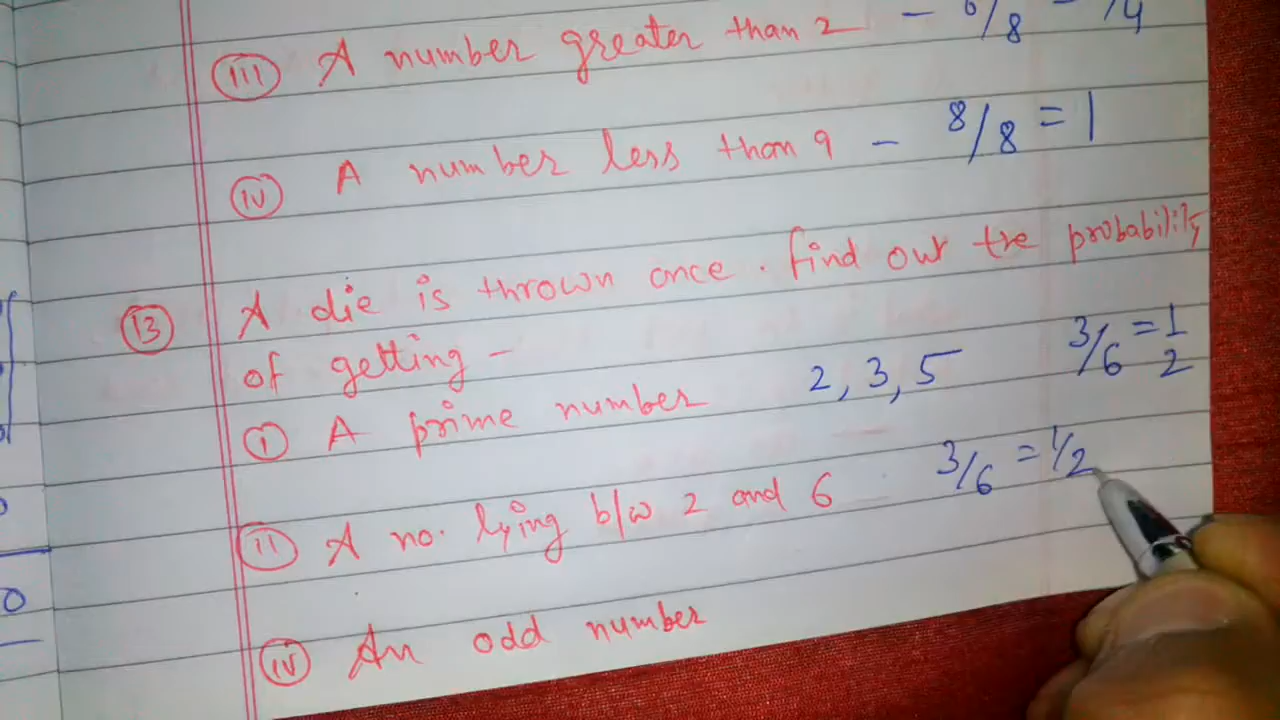 (iii) A number greater than 2 - 6/8 = 3/4
(iv) A number less than 9 - 8/8 = 1
(13) A die is thrown once. find out the probability
of getting -
(i) A prime number 2, 3, 5 3/6 = 1/2
(ii) A no. lying b/w 2 and 6 3/6 = 1/2
(iv) An odd number
0